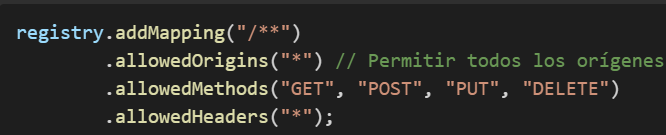 registry.addMapping("/**")
.allowedOrigins("*") // Permitir todos los orígenes
.allowedMethods("GET", "POST", "PUT", "DELETE")
.allowedHeaders("*");